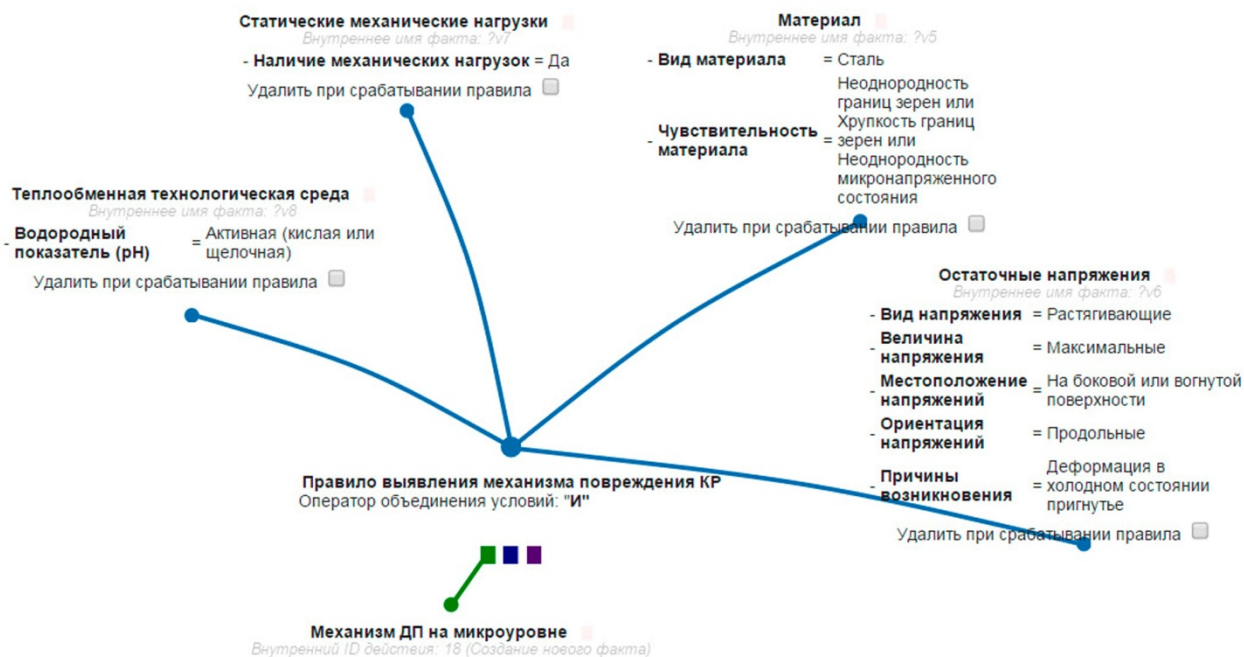 Статические механические нагрузки
Внутреннее имя факта: ?v7
- Наличие механических нагрузок = Да
Удалить при срабатывании правила
Материал
Внутреннее имя факта: ?v5
- Вид материала = Сталь
- Чувствительность материала = Неоднородность
границ зерен или
Хрупкость границ
зерен или
Неоднородность
микронапряженного
состояния
Удалить при срабатывании правила
Теплообменная технологическая среда
Внутреннее имя факта: ?v8
- Водородный показатель (pH) = Активная (кислая или
щелочная)
Удалить при срабатывании правила
Остаточные напряжения
Внутреннее имя факта: ?v6
- Вид напряжения = Растягивающие
- Величина
напряжения = Максимальные
- Местоположение
напряжений = На боковой или вогнутой
поверхности
- Ориентация
напряжений = Продольные
- Причины
возникновения = Деформация в
холодном состоянии
пригнутье
Удалить при срабатывании правила
Правило выявления механизма повреждения КР
Оператор объединения условий: "И"
Механизм ДП на микроуровне
Внутренний ID действия: 18 (Создание нового факта)